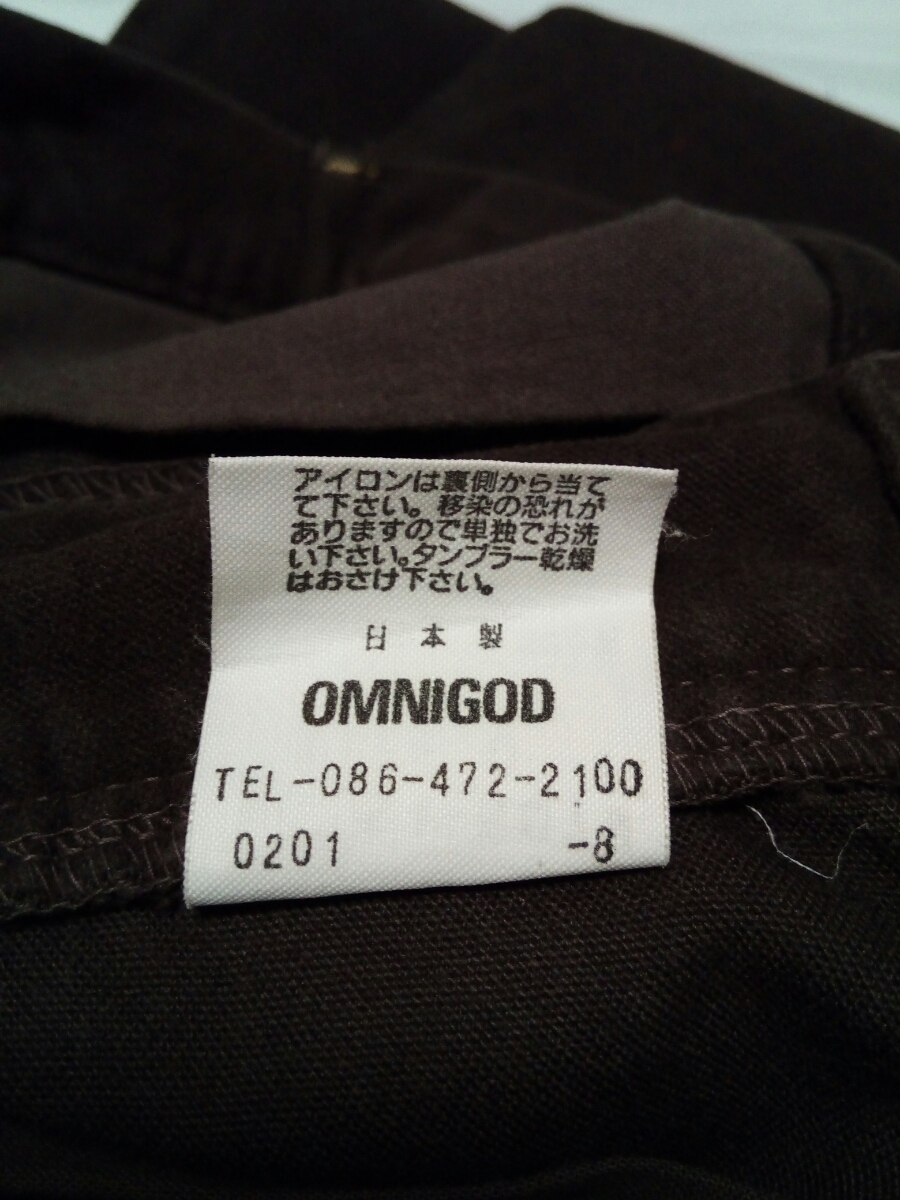 アイロンは裏側から当て
て下さい。移染の恐れが
ありますので単独でお洗
い下さい。タンブラー乾燥
はおさけ下さい。
日本製
OMNIGOD
TEL-086-472-2100
0201 -8